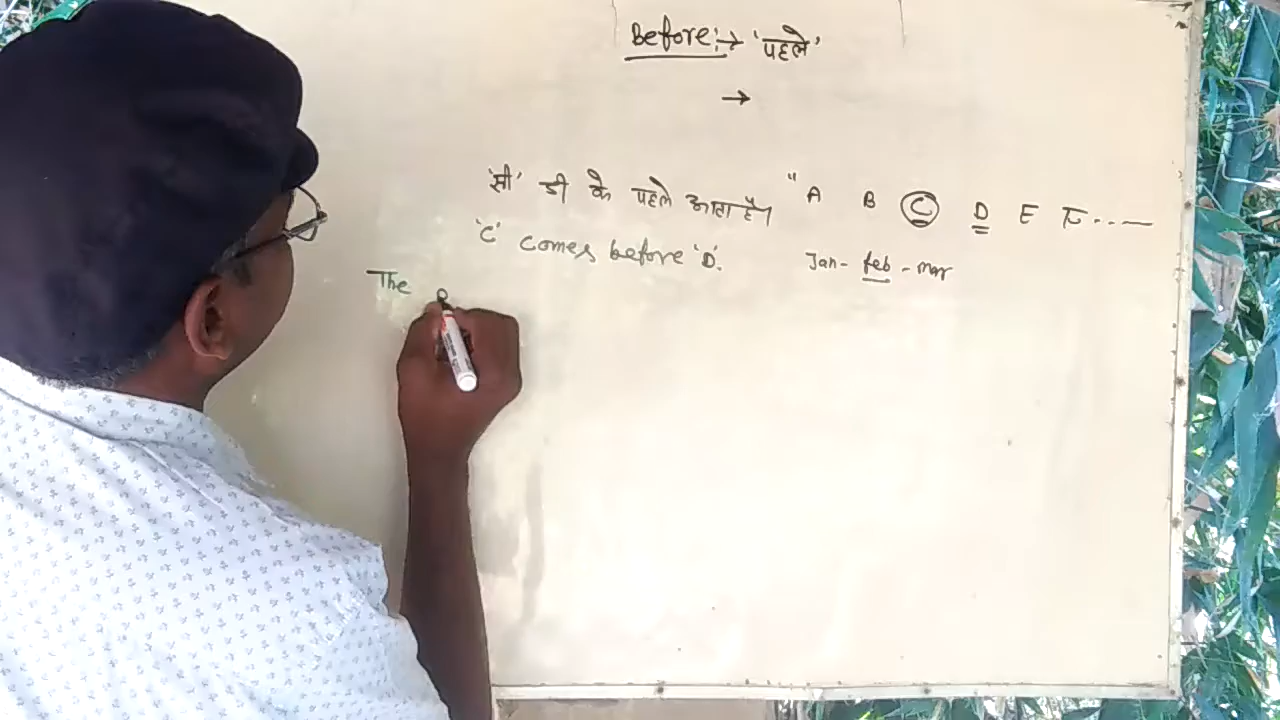 Before:→ 'पहले'
→
'सी' डी के पहले आता है। " A B C D E F....—
'C' comes before 'D'. Jan- feb - mar
The